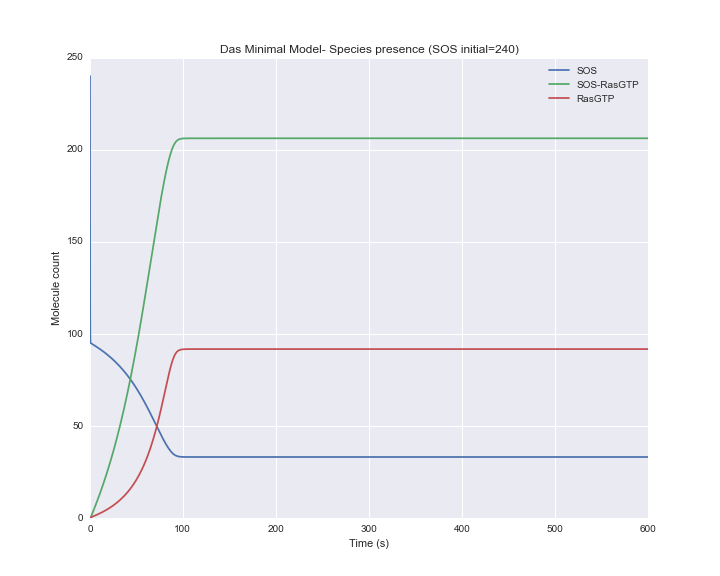 Das Minimal Model- Species presence (SOS initial=240)
250
200
150
100
50
0
Molecule count
SOS
SOS-RasGTP
RasGTP
0 100 200 300 400 500 600
Time (s)